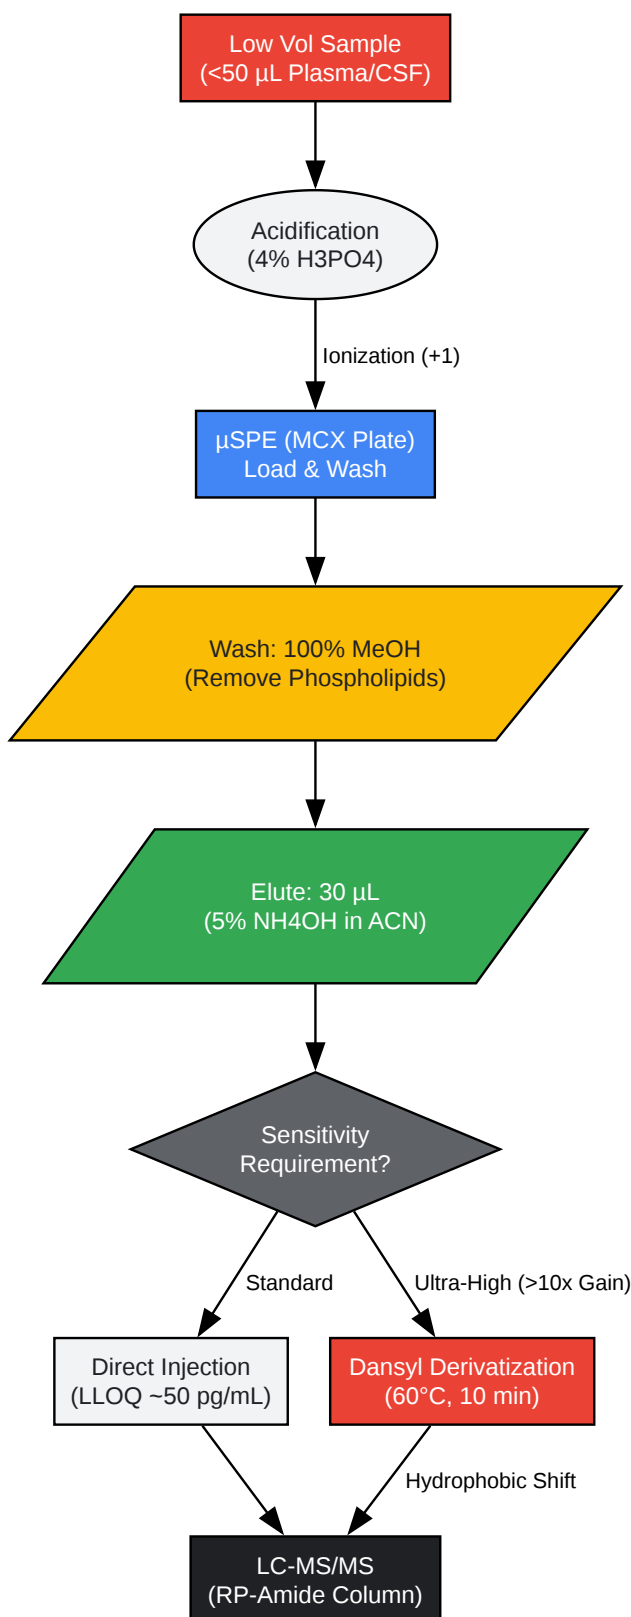 Low Vol Sample
(<50 µL Plasma/CSF)
Acidification
(4% H3PO4)
Ionization (+1)
µSPE (MCX Plate)
Load & Wash
Wash: 100% MeOH
(Remove Phospholipids)
Elute: 30 µL
(5% NH4OH in ACN)
Sensitivity
Requirement?
Standard
Ultra-High (>10x Gain)
Direct Injection
(LLOQ ~50 pg/mL)
Dansyl Derivatization
(60°C, 10 min)
Hydrophobic Shift
LC-MS/MS
(RP-Amide Column)